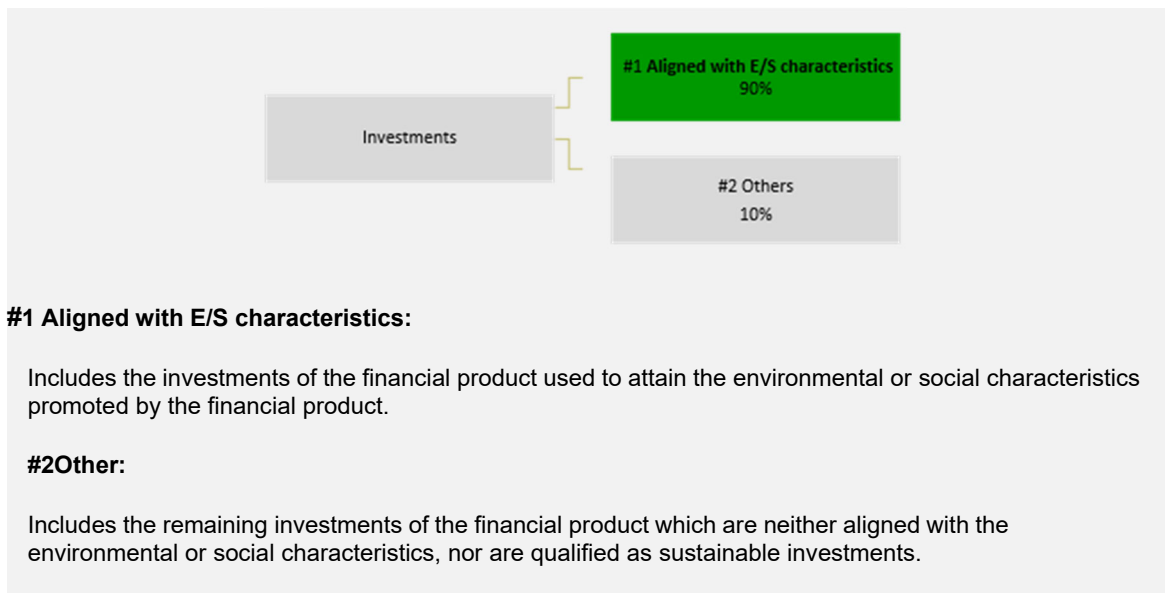 #1 Aligned with E/S characteristics
90%
Investments
#2 Others
10%
#1 Aligned with E/S characteristics:
Includes the investments of the financial product used to attain the environmental or social characteristics
promoted by the financial product.
#2Other:
Includes the remaining investments of the financial product which are neither aligned with the
environmental or social characteristics, nor are qualified as sustainable investments.